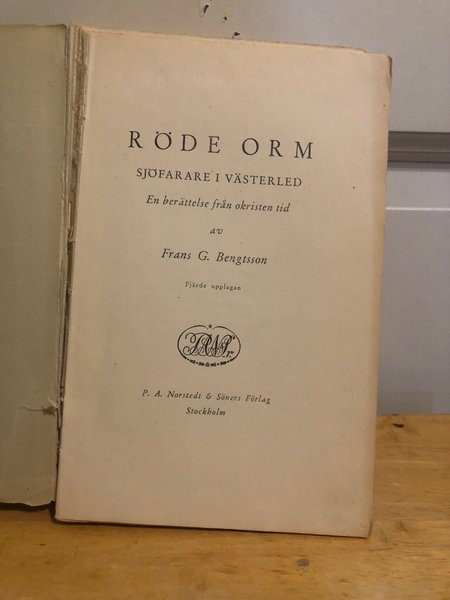 RÖDE ORM
SJÖFARARE I VÄSTERLED
En berättelse från okristen tid
av
Frans G. Bengtsson
Fjärde upplagan
P. A. Norstedt & Söners Förlag
Stockholm